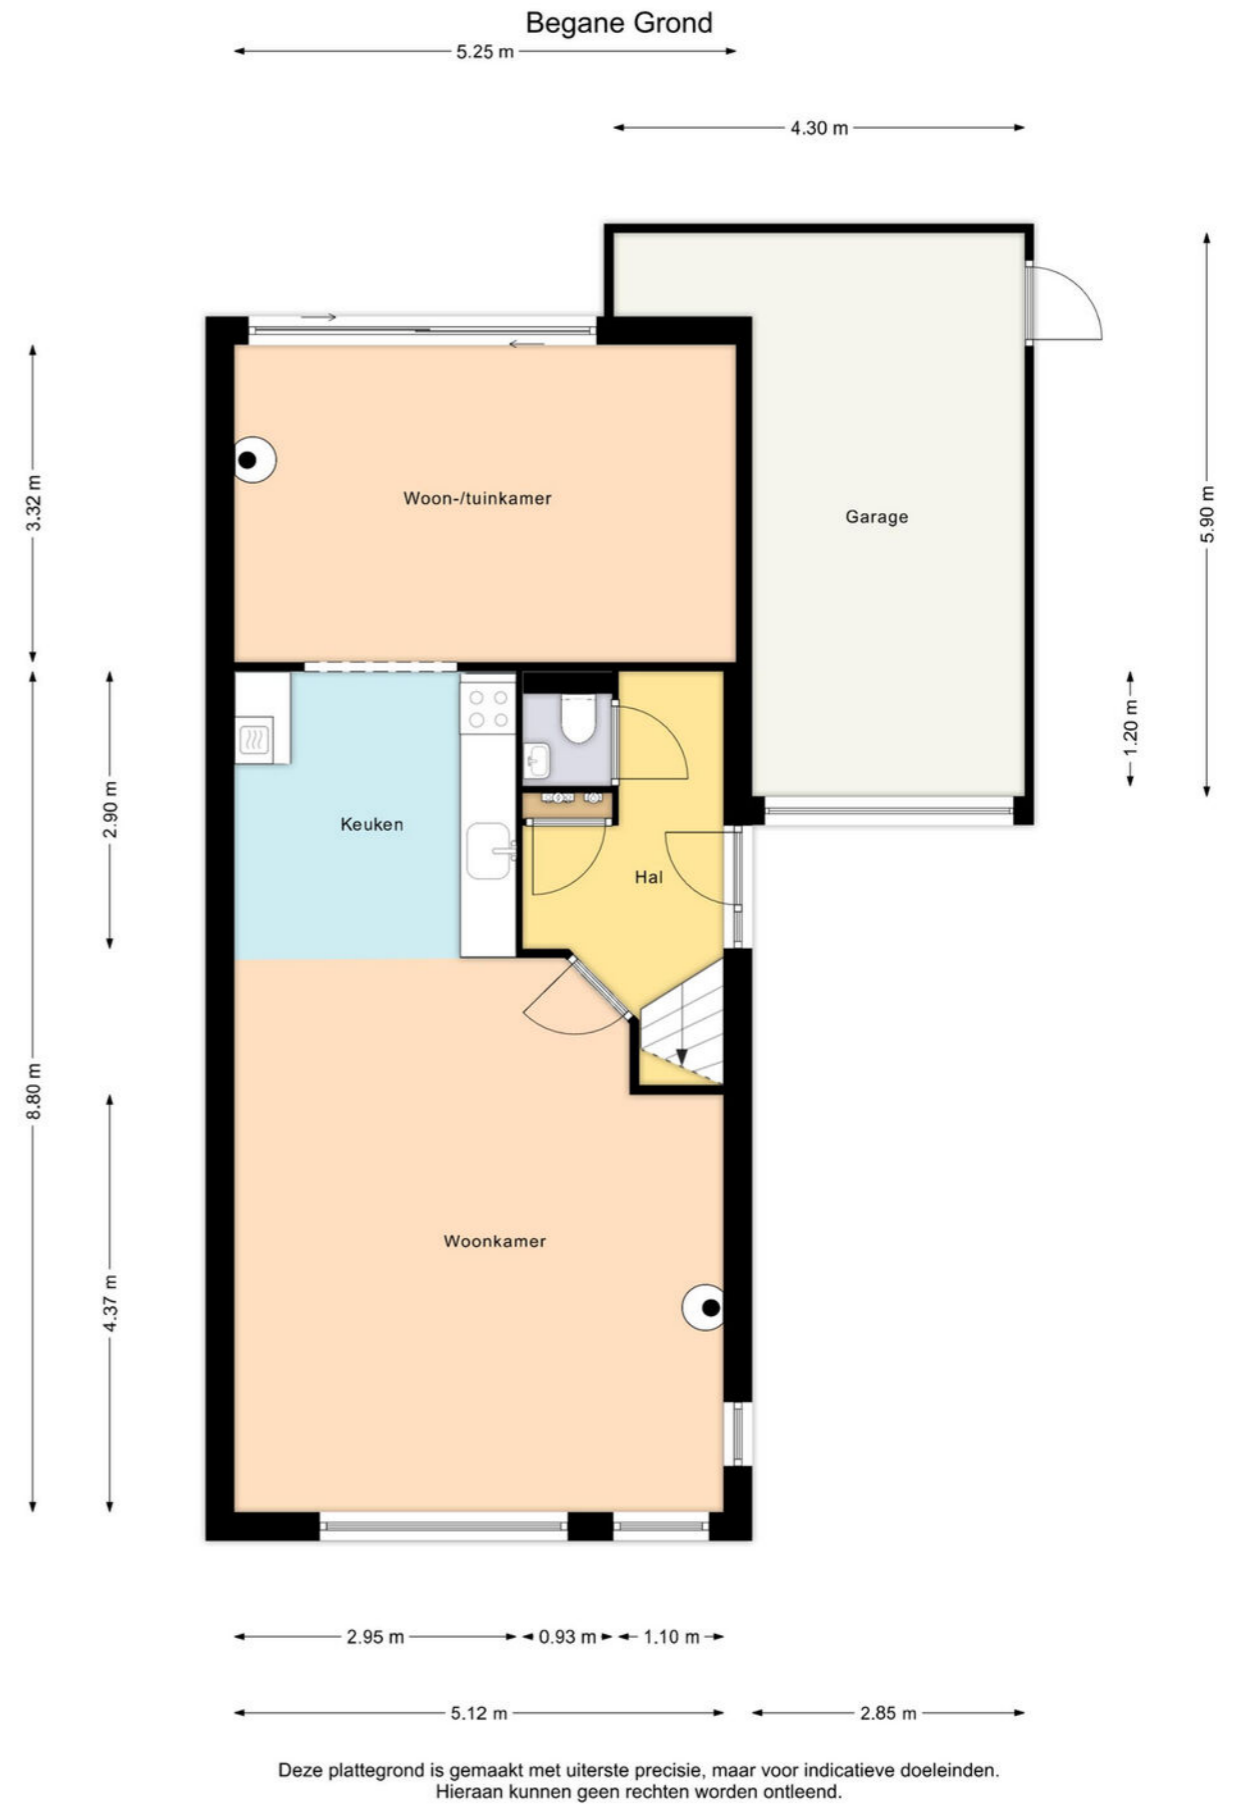 Begane Grond
5.25 m
4.30 m
3.32 m
Woon-/tuinkamer
Garage
5.90 m
1.20 m
2.90 m
Keuken
Hal
8.80 m
4.37 m
Woonkamer
2.95 m
0.93 m
1.10 m
5.12 m
2.85 m
Deze plattegrond is gemaakt met uiterste precisie, maar voor indicatieve doeleinden.
Hieraan kunnen geen rechten worden ontleend.